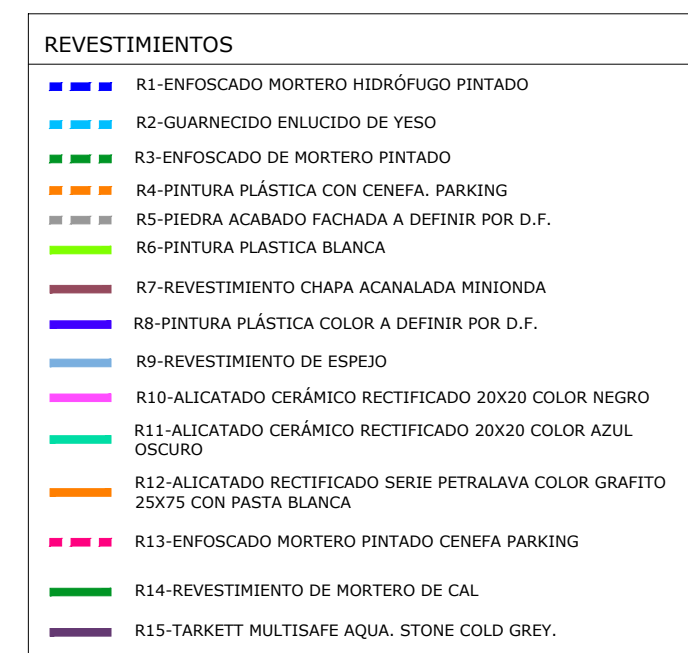 REVESTIMIENTOS
R1-ENFOSCADO MORTERO HIDRÓFUGO PINTADO
R2-GUARNECIDO ENLUCIDO DE YESO
R3-ENFOSCADO DE MORTERO PINTADO
R4-PINTURA PLÁSTICA CON CENEFA. PARKING
R5-PIEDRA ACABADO FACHADA A DEFINIR POR D.F.
R6-PINTURA PLASTICA BLANCA
R7-REVESTIMIENTO CHAPA ACANALADA MINIONDA
R8-PINTURA PLÁSTICA COLOR A DEFINIR POR D.F.
R9-REVESTIMIENTO DE ESPEJO
R10-ALICATADO CERÁMICO RECTIFICADO 20X20 COLOR NEGRO
R11-ALICATADO CERÁMICO RECTIFICADO 20X20 COLOR AZUL
OSCURO
R12-ALICATADO RECTIFICADO SERIE PETRALAVA COLOR GRAFITO
25X75 CON PASTA BLANCA
R13-ENFOSCADO MORTERO PINTADO CENEFA PARKING
R14-REVESTIMIENTO DE MORTERO DE CAL
R15-TARKETT MULTISAFE AQUA. STONE COLD GREY.